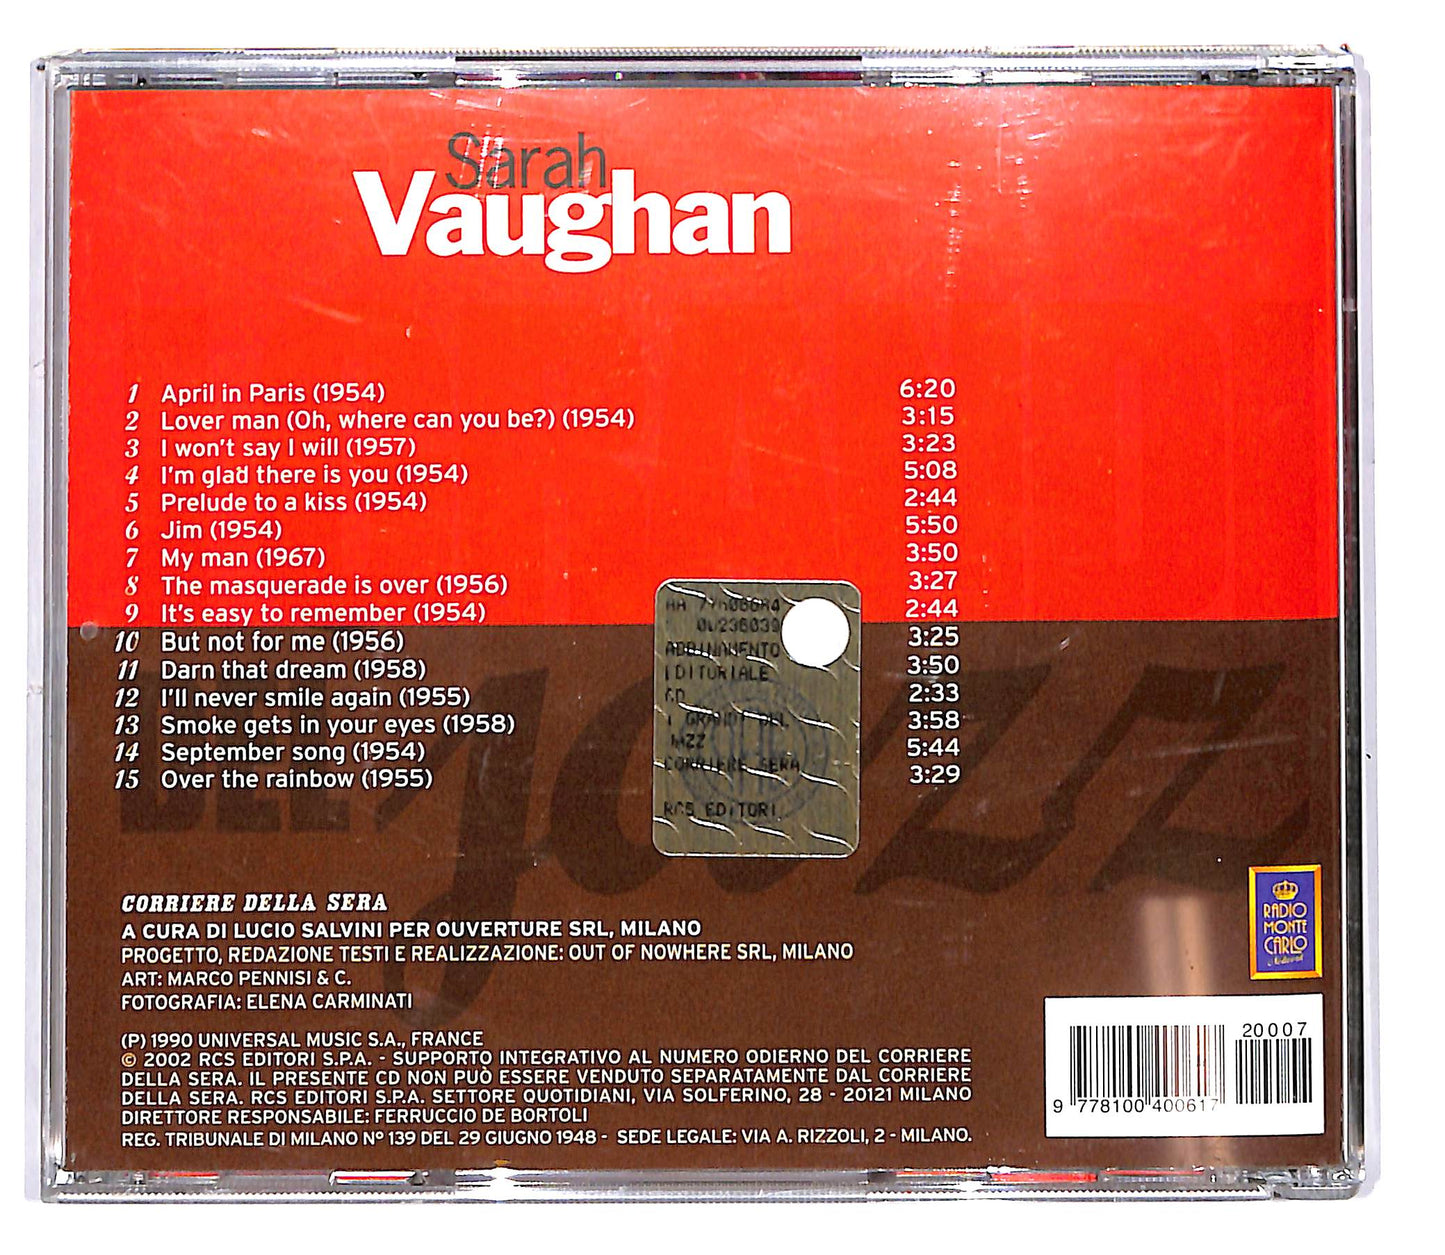 Sarah
Vaughan
1 April in Paris (1954) 6:20
2 Lover man (Oh, where can you be?) (1954) 3:15
3 I won't say I will (1957) 3:23
4 I'm glad there is you (1954) 5:08
5 Prelude to a kiss (1954) 2:44
6 Jim (1954) 5:50
7 My man (1967) 3:50
8 The masquerade is over (1956) 3:27
9 It's easy to remember (1954) 2:44
10 But not for me (1956) 3:25
11 Darn that dream (1958) 3:50
12 I'll never smile again (1955) 2:33
13 Smoke gets in your eyes (1958) 3:58
14 September song (1954) 5:44
15 Over the rainbow (1955) 3:29
00236039
ABBINAMENTO
EDITORIALE
CD
I GRANDI DEL
JAZZ
CORRIERE SERA
RCS EDITORI
DEL jazz
CORRIERE DELLA SERA
A CURA DI LUCIO SALVINI PER OUVERTURE SRL, MILANO
PROGETTO, REDAZIONE TESTI E REALIZZAZIONE: OUT OF NOWHERE SRL, MILANO
ART: MARCO PENNISI & C.
FOTOGRAFIA: ELENA CARMINATI
RADIO
MONTE
CARLO
(P) 1990 UNIVERSAL MUSIC S.A., FRANCE
© 2002 RCS EDITORI S.P.A. - SUPPORTO INTEGRATIVO AL NUMERO ODIERNO DEL CORRIERE
DELLA SERA. IL PRESENTE CD NON PUÒ ESSERE VENDUTO SEPARATAMENTE DAL CORRIERE
DELLA SERA. RCS EDITORI S.P.A. SETTORE QUOTIDIANI, VIA SOLFERINO, 28 - 20121 MILANO
DIRETTORE RESPONSABILE: FERRUCCIO DE BORTOLI
REG. TRIBUNALE DI MILANO N° 139 DEL 29 GIUGNO 1948 - SEDE LEGALE: VIA A. RIZZOLI, 2 - MILANO.
20007
9 778100 400617